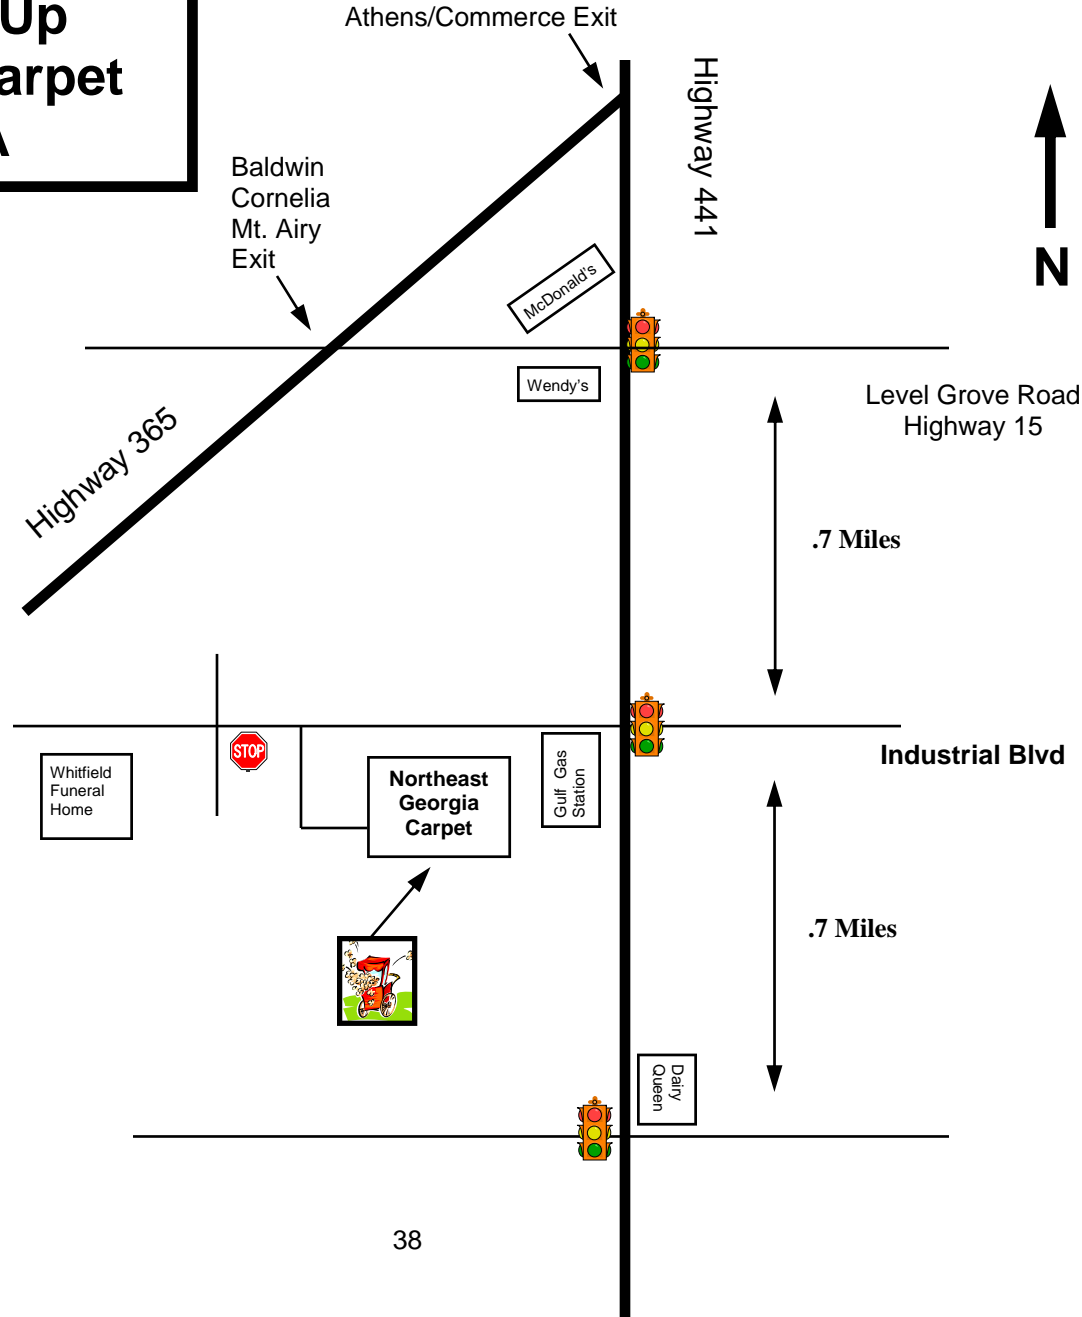 Up
arpet
Athens/Commerce Exit
Highway 441
Baldwin
Cornelia
Mt. Airy
Exit
N
McDonald's
Wendy's
Level Grove Road
Highway 15
Highway 365
.7 Miles
STOP
Industrial Blvd
Whitfield
Funeral
Home
Northeast
Georgia
Carpet
Gulf Gas
Station
.7 Miles
Dairy
Queen
38